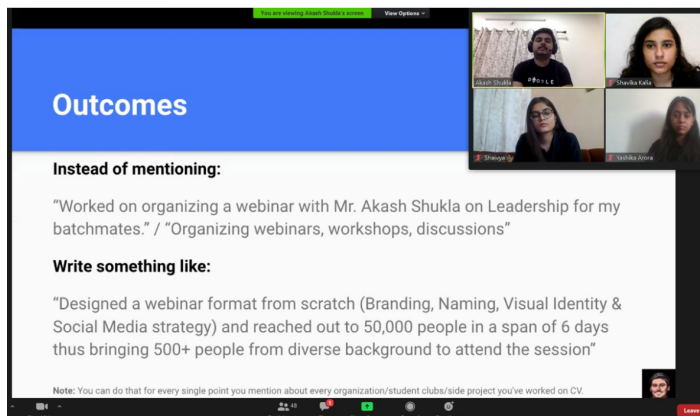 You are viewing Akash Shukla's screen
View Options
Outcomes
Akash Shukla
Shavika Kalia
Yashika Arora
Instead of mentioning:
"Worked on organizing a webinar with Mr. Akash Shukla on Leadership for my
batchmates." / "Organizing webinars, workshops, discussions"
Write something like:
"Designed a webinar format from scratch (Branding, Naming, Visual Identity &
Social Media strategy) and reached out to 50,000 people in a span of 6 days
thus bringing 500+ people from diverse background to attend the session"
Note: You can do that for every single point you mention about every organization/student clubs/side project you've worked on CV.
48
Leave